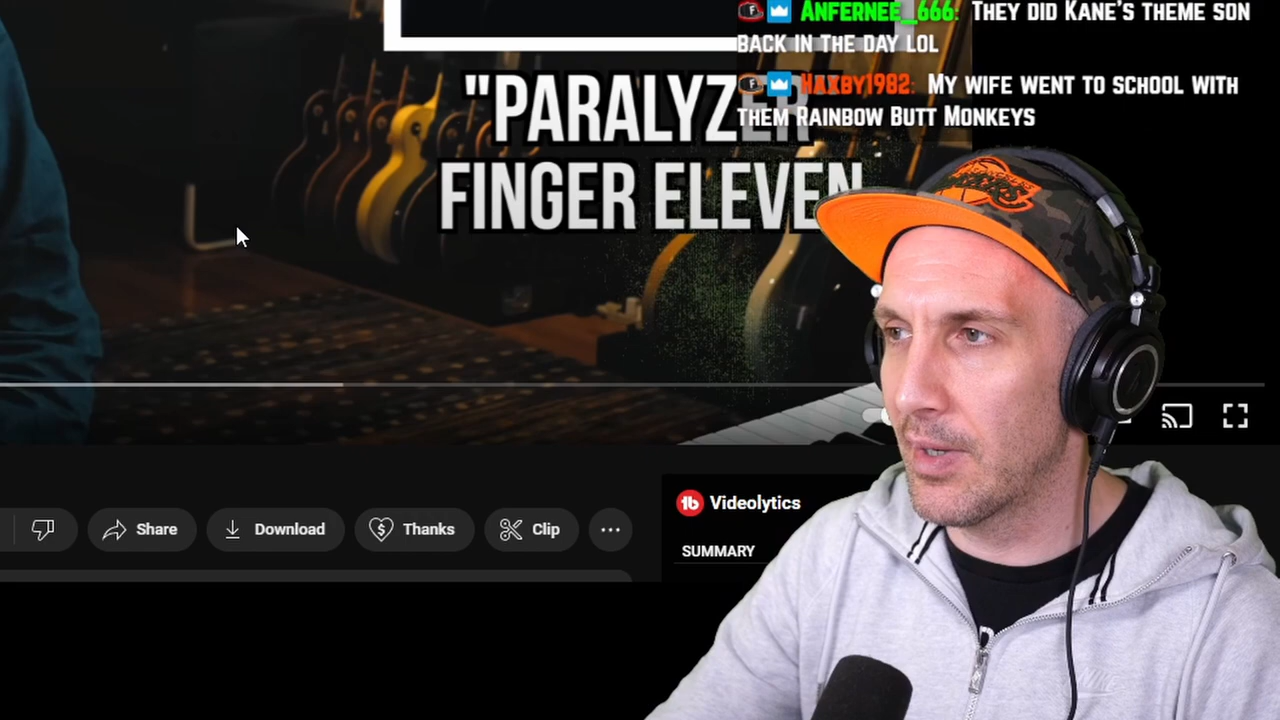 ANFERNEE_666: THEY DID KANE'S THEME SON
BACK IN THE DAY LOL
HAXBY1982: MY WIFE WENT TO SCHOOL WITH
THEM RAINBOW BUTT MONKEYS
"PARALYZER
FINGER ELEVEN
Share
Download
Thanks
Clip
Videolytics
SUMMARY